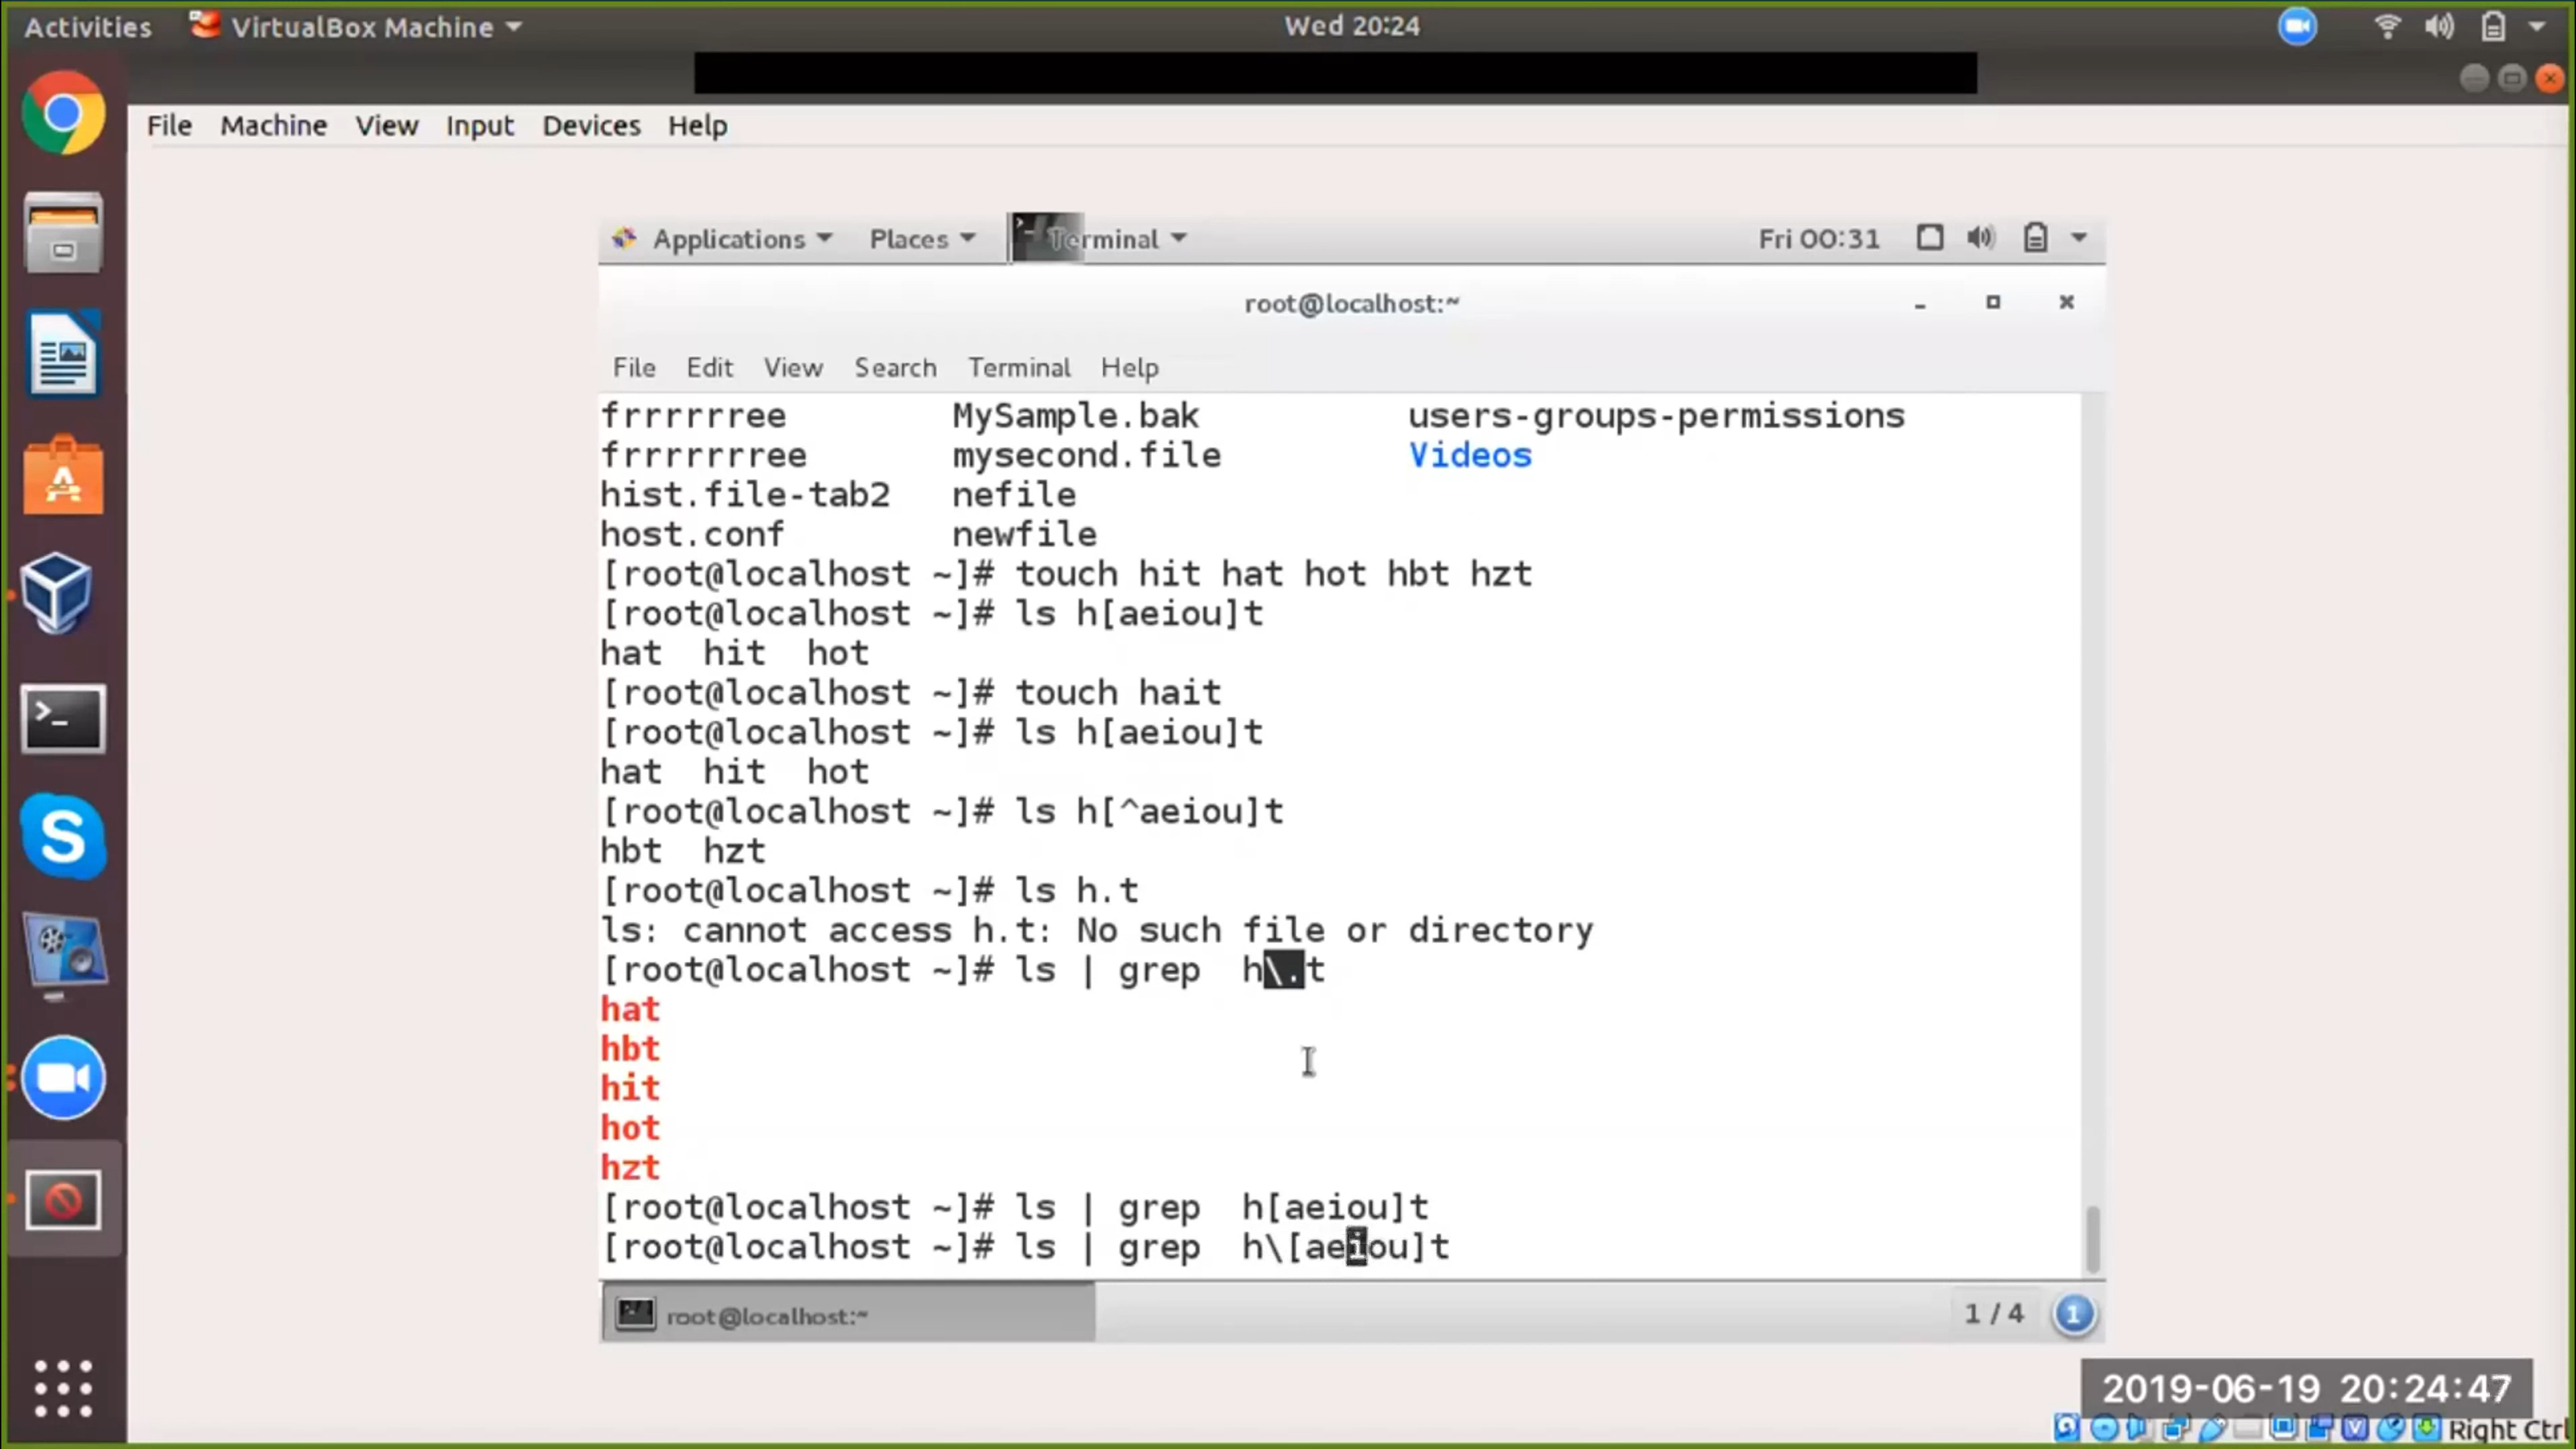 Activities VirtualBox Machine Wed 20:24
File Machine View Input Devices Help
Applications Places Terminal Fri 00:31
root@localhost:~
File Edit View Search Terminal Help
frrrrrree MySample.bak users-groups-permissions
frrrrrrree mysecond.file Videos
hist.file-tab2 nefile
host.conf newfile
[root@localhost ~]# touch hit hat hot hbt hzt
[root@localhost ~]# ls h[aeiou]t
hat hit hot
[root@localhost ~]# touch hait
[root@localhost ~]# ls h[aeiou]t
hat hit hot
[root@localhost ~]# ls h[^aeiou]t
hbt hzt
[root@localhost ~]# ls h.t
ls: cannot access h.t: No such file or directory
[root@localhost ~]# ls | grep  h\.t
hat
hbt
hit
hot
hzt
[root@localhost ~]# ls | grep  h[aeiou]t
[root@localhost ~]# ls | grep  h\[aeiou]t
root@localhost:~ 1 / 4 1
2019-06-19 20:24:47
Right Ctrl